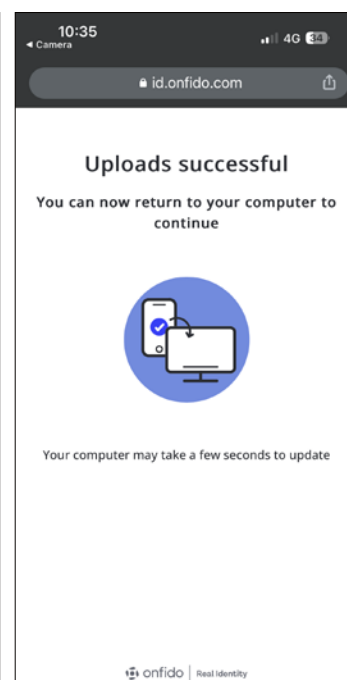 10:35
4G 34
◄ Camera
id.onfido.com
Uploads successful
You can now return to your computer to
continue
Your computer may take a few seconds to update
onfido | Real Identity